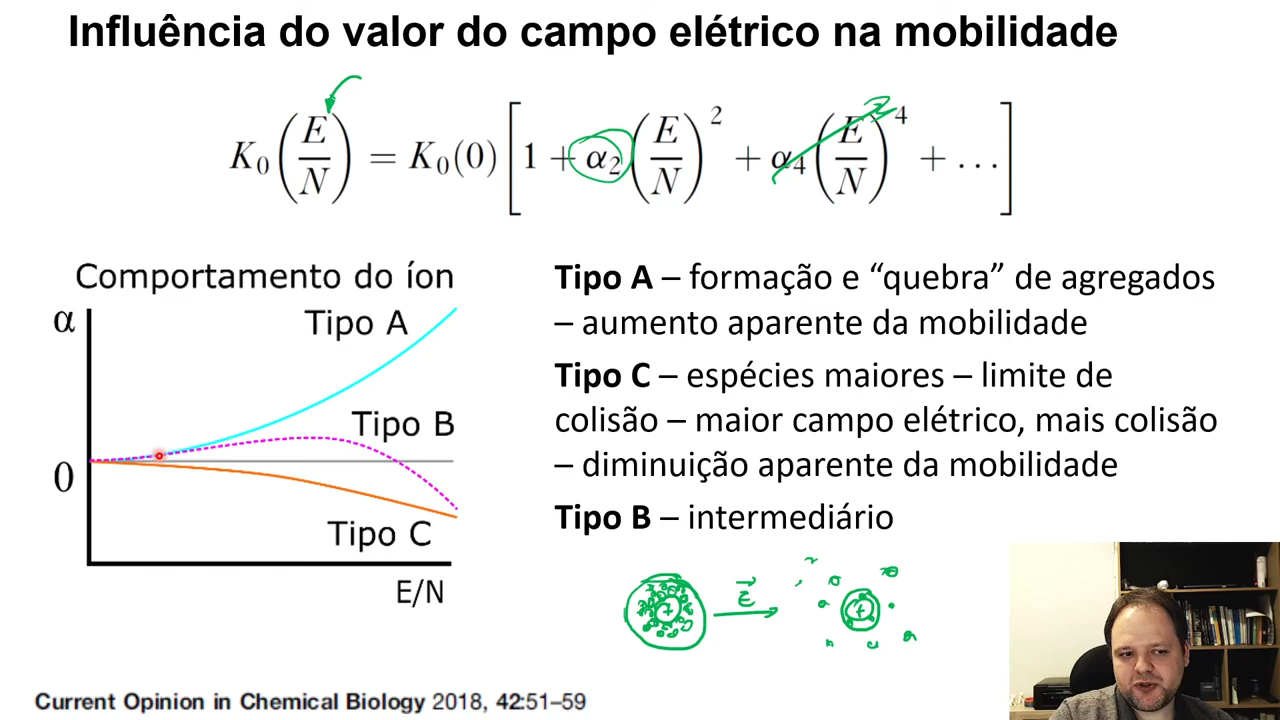 Influência do valor do campo elétrico na mobilidade
K₀(E/N) = K₀(0)[1 + α₂(E/N)² + α₄(E/N)⁴ + …]
Comportamento do íon
α
Tipo A
Tipo B
0
Tipo C
E/N
Tipo A – formação e “quebra” de agregados
– aumento aparente da mobilidade
Tipo C – espécies maiores – limite de
colisão – maior campo elétrico, mais colisão
– diminuição aparente da mobilidade
Tipo B – intermediário
+
E
+
Current Opinion in Chemical Biology 2018, 42:51–59